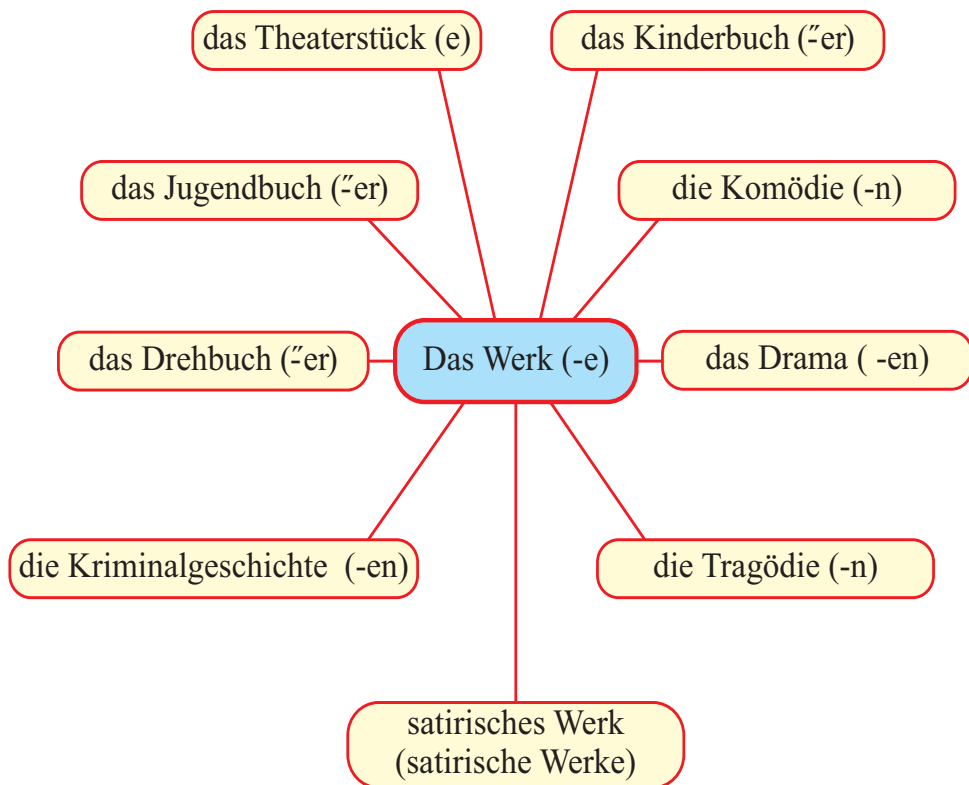 das Theaterstück (e)
das Kinderbuch (-̋er)
das Jugendbuch (-̋er)
die Komödie (-n)
das Drehbuch (-̋er)
Das Werk (-e)
das Drama ( -en)
die Kriminalgeschichte (-en)
die Tragödie (-n)
satirisches Werk
(satirische Werke)